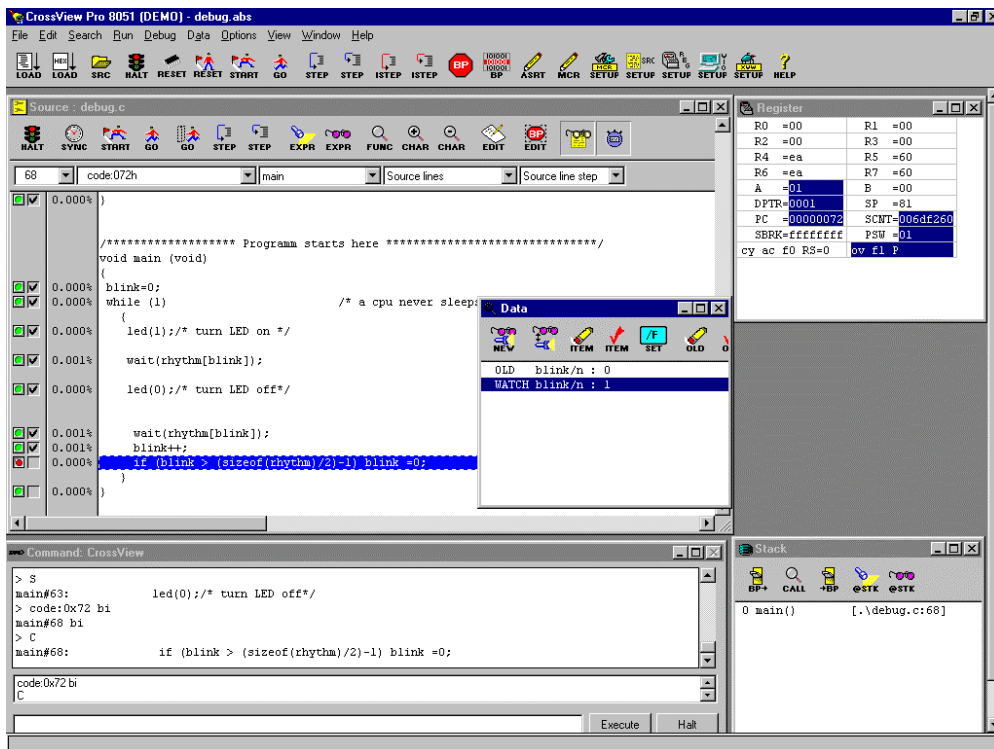 CrossView Pro 8051 (DEMO) - debug.abs
File Edit Search Run Debug Data Options View Window Help
LOAD LOAD SRC HALT RESET RESET START GO STEP STEP ISTEP ISTEP BP BP ASRT MCR SETUP SETUP SETUP SETUP SETUP HELP
Source : debug.c
HALT SYNC START GO GO STEP STEP EXPR EXPR FUNC CHAR CHAR EDIT EDIT
68 code:072h main Source lines Source line step
0.000% }
/******************* Programm starts here *******************************/
void main (void)
{
0.000% blink=0;
0.000% while (1) /* a cpu never sleeps
{
0.000% led(1);/* turn LED on */
0.001% wait(rhythm[blink]);
0.000% led(0);/* turn LED off*/
0.001% wait(rhythm[blink]);
0.001% blink++;
0.000% if (blink > (sizeof(rhythm)/2)-1) blink =0;
}
0.000% }
Data
NEW ITEM ITEM /F SET OLD
OLD blink/n : 0
WATCH blink/n : 1
Register
R0 =00 R1 =00
R2 =00 R3 =00
R4 =ea R5 =60
R6 =ea R7 =60
A =01 B =00
DPTR=0001 SP =81
PC =00000072 SCNT=006df260
SBRK=ffffffff PSW =01
cy ac f0 RS=0 ov fl P
Command: CrossView
> S
main#63: led(0);/* turn LED off*/
> code:0x72 bi
main#68 bi
> C
main#68: if (blink > (sizeof(rhythm)/2)-1) blink =0;
code:0x72 bi
C
Execute Halt
Stack
BP+ CALL +BP @STK @STK
0 main() [.\debug.c:68]